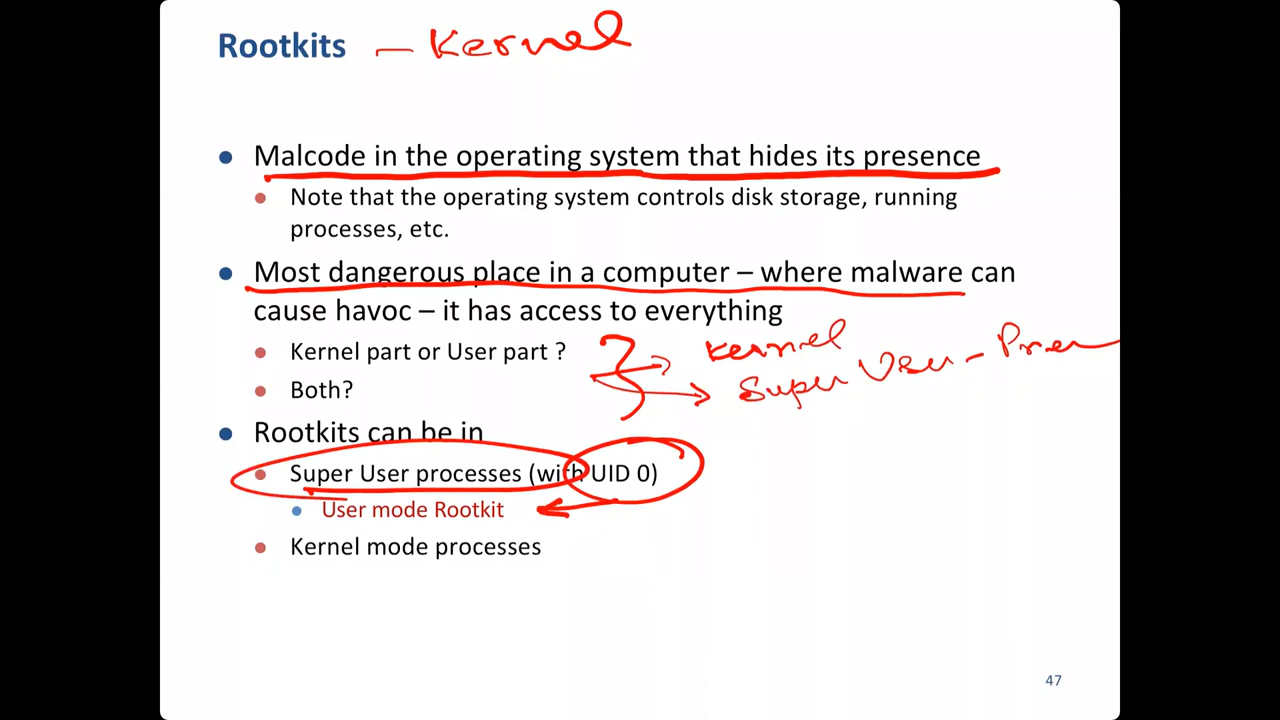 Rootkits – Kernel
● Malcode in the operating system that hides its presence
● Note that the operating system controls disk storage, running
processes, etc.
● Most dangerous place in a computer – where malware can
cause havoc – it has access to everything
● Kernel part or User part ?
Kernel
● Both?
Super User –
● Rootkits can be in
● Super User processes (with UID 0)
● User mode Rootkit
● Kernel mode processes
47